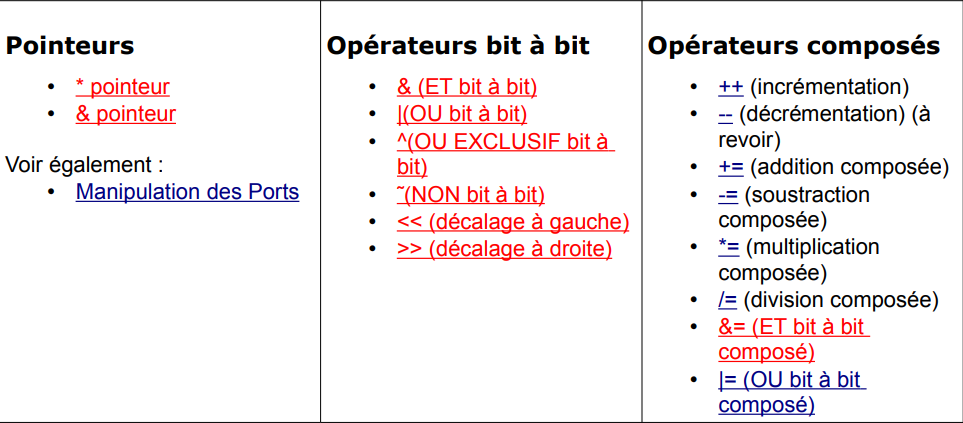 Pointeurs
• * pointeur
• & pointeur
Voir également :
• Manipulation des Ports
Opérateurs bit à bit
• & (ET bit à bit)
• |(OU bit à bit)
• ^(OU EXCLUSIF bit à
bit)
• ˜(NON bit à bit)
• << (décalage à gauche)
• >> (décalage à droite)
Opérateurs composés
• ++ (incrémentation)
• -- (décrémentation) (à
revoir)
• += (addition composée)
• -= (soustraction
composée)
• *= (multiplication
composée)
• /= (division composée)
• &= (ET bit à bit
composé)
• |= (OU bit à bit
composé)